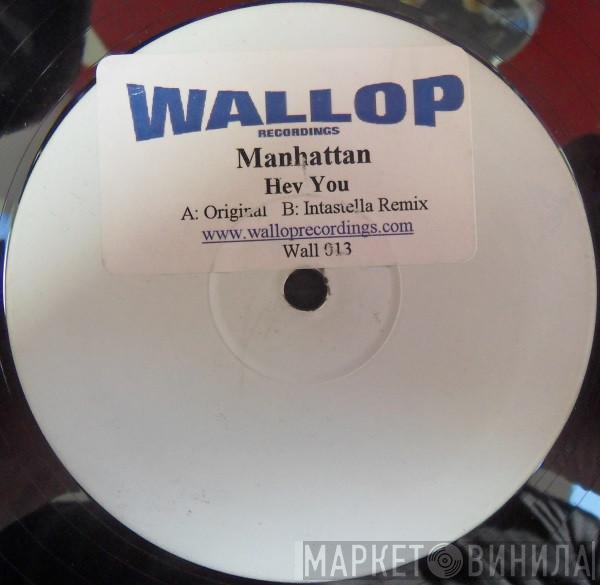 WALLOP
RECORDINGS
Manhattan
Hey You
A: Original B: Intastella Remix
www.walloprecordings.com
Wall 013
МАРКЕТ ВИНИЛА